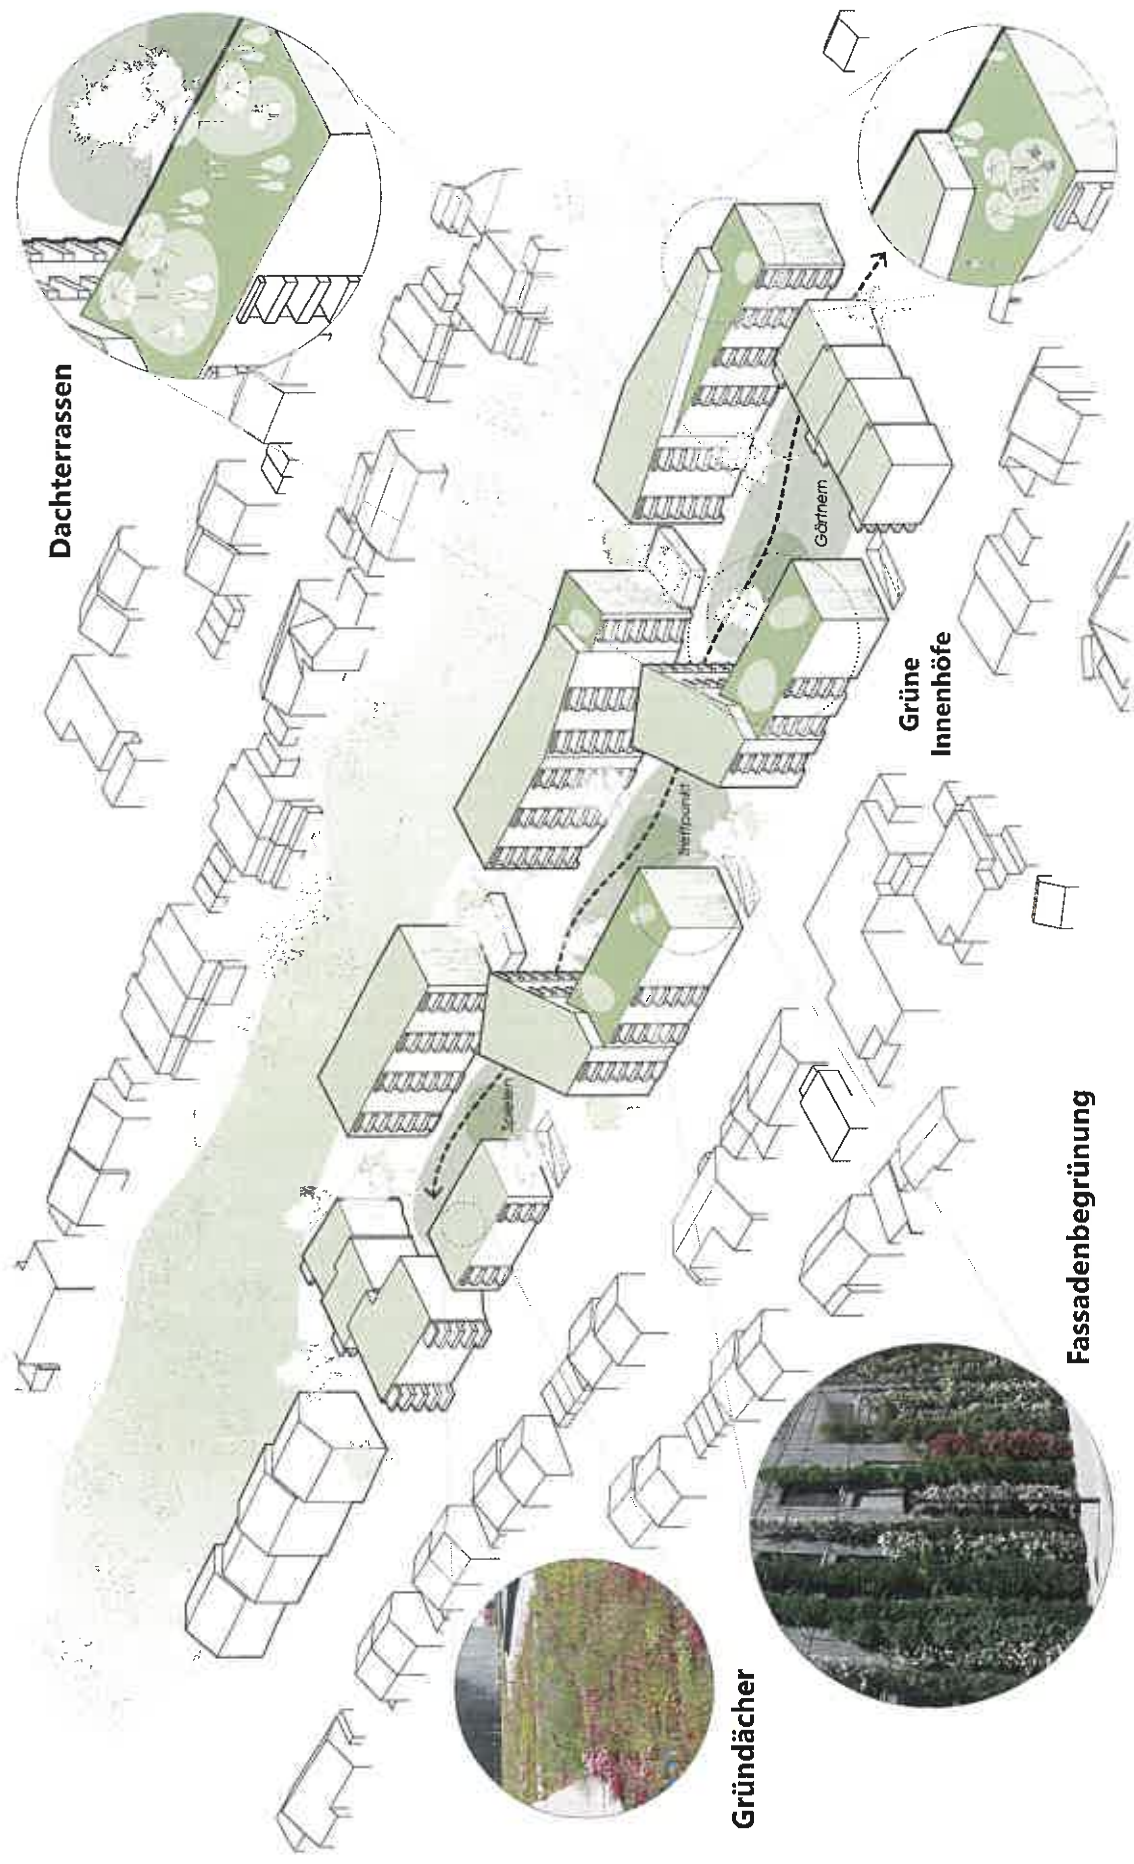 Dachterrassen
Treffpunkt
Gründächer
Gärtnern
Grüne
Innenhöfe
Fassadenbegrünung